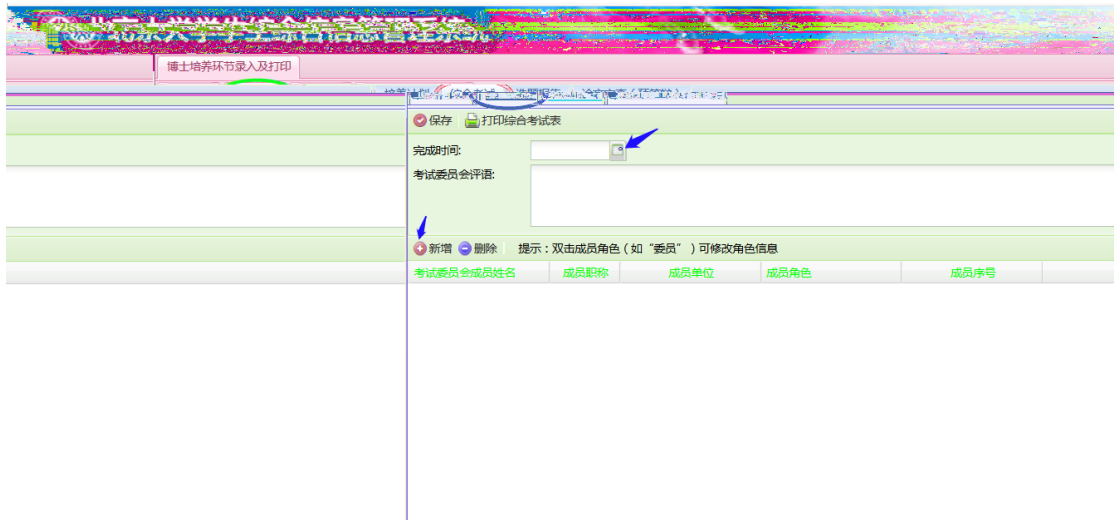 博士培养环节录入及打印
保存 打印综合考试表
完成时间:
考试委员会评语:
新增 删除 提示：双击成员角色（如“委员”）可修改角色信息
考试委员会成员姓名 成员职称 成员单位 成员角色 成员序号